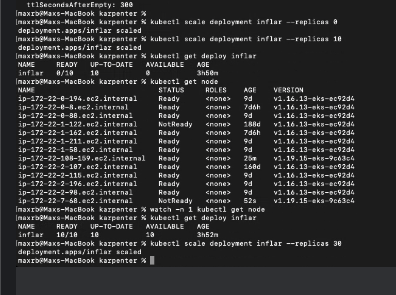 ttlSecondsAfterEmpty: 300
maxrb@Maxs-MacBook karpenter %
maxrb@Maxs-MacBook karpenter % kubectl scale deployment inflar --replicas 0
deployment.apps/inflar scaled
maxrb@Maxs-MacBook karpenter % kubectl scale deployment inflar --replicas 10
deployment.apps/inflar scaled
maxrb@Maxs-MacBook karpenter % kubectl get deploy inflar
NAME READY UP-TO-DATE AVAILABLE AGE
inflar 0/10 10 0 3h50m
maxrb@Maxs-MacBook karpenter % kubectl get node
NAME STATUS ROLES AGE VERSION
ip-172-22-0-194.ec2.internal Ready <none> 9d v1.16.13-eks-ec92d4
ip-172-22-0-8.ec2.internal Ready <none> 7d6h v1.16.13-eks-ec92d4
ip-172-22-0-80.ec2.internal Ready <none> 9d v1.16.13-eks-ec92d4
ip-172-22-1-122.ec2.internal NotReady <none> 188d v1.16.13-eks-ec92d4
ip-172-22-1-162.ec2.internal Ready <none> 7d6h v1.16.13-eks-ec92d4
ip-172-22-1-211.ec2.internal Ready <none> 9d v1.16.13-eks-ec92d4
ip-172-22-1-58.ec2.internal Ready <none> 9d v1.16.13-eks-ec92d4
ip-172-22-108-159.ec2.internal Ready <none> 25m v1.19.15-eks-9c63c4
ip-172-22-2-107.ec2.internal Ready <none> 160d v1.16.13-eks-ec92d4
ip-172-22-2-115.ec2.internal Ready <none> 9d v1.16.13-eks-ec92d4
ip-172-22-2-196.ec2.internal Ready <none> 9d v1.16.13-eks-ec92d4
ip-172-22-2-98.ec2.internal Ready <none> 9d v1.16.13-eks-ec92d4
ip-172-22-7-68.ec2.internal NotReady <none> 52s v1.19.15-eks-9c63c4
maxrb@Maxs-MacBook karpenter % watch -n 1 kubectl get node
maxrb@Maxs-MacBook karpenter % kubectl get deploy inflar
NAME READY UP-TO-DATE AVAILABLE AGE
inflar 10/10 10 10 3h52m
maxrb@Maxs-MacBook karpenter % kubectl scale deployment inflar --replicas 30
deployment.apps/inflar scaled
maxrb@Maxs-MacBook karpenter %